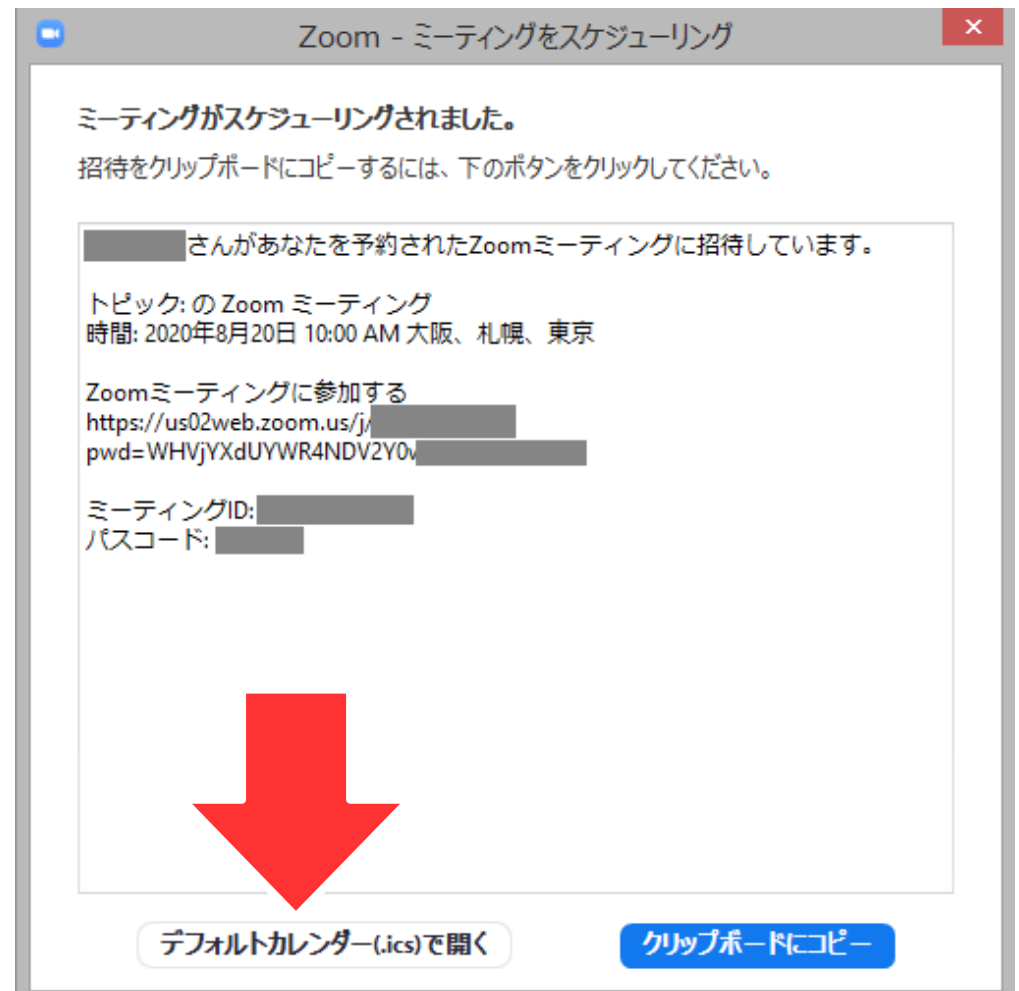 Zoom - ミーティングをスケジューリング
ミーティングがスケジューリングされました。
招待をクリップボードにコピーするには、下のボタンをクリックしてください。
さんがあなたを予約されたZoomミーティングに招待しています。
トピック: の Zoom ミーティング
時間: 2020年8月20日 10:00 AM 大阪、札幌、東京
Zoomミーティングに参加する
https://us02web.zoom.us/j/
pwd=WHVjYXdUYWR4NDV2Y0v
ミーティングID:
パスコード:
デフォルトカレンダー(.ics)で開く
クリップボードにコピー